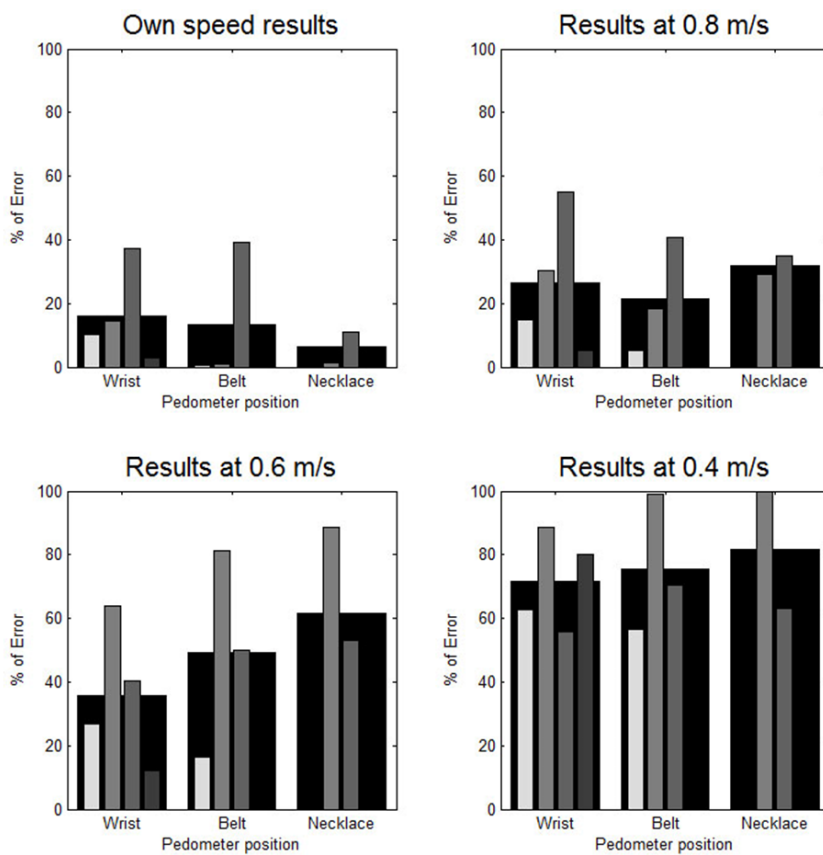 Own speed results
100
80
60
40
20
0
% of Error
Wrist Belt Necklace
Pedometer position
Results at 0.8 m/s
100
80
60
40
20
0
% of Error
Wrist Belt Necklace
Pedometer position
Results at 0.6 m/s
100
80
60
40
20
0
% of Error
Wrist Belt Necklace
Pedometer position
Results at 0.4 m/s
100
80
60
40
20
0
% of Error
Wrist Belt Necklace
Pedometer position